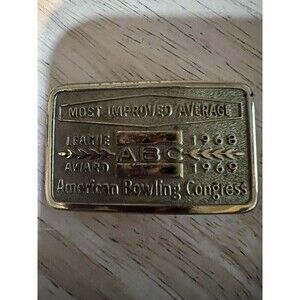 MOST IMPROVED AVERAGE
LEAGUE 1968
ABC
AWARD 1969
American Bowling Congress